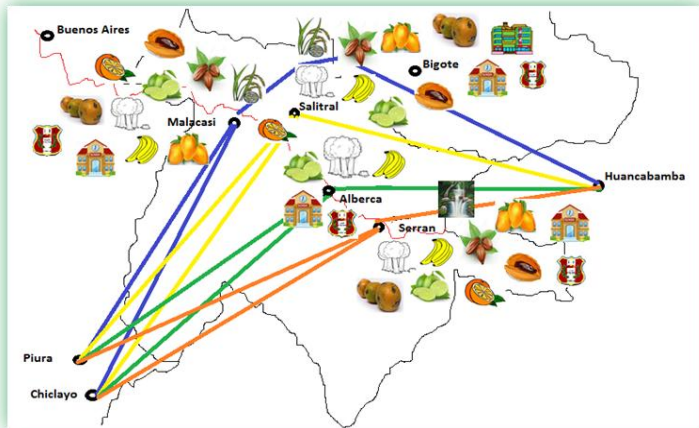 Buenos Aires
Bigote
Salitral
Malacasi
Huancabamba
Alberca
Serran
Piura
Chiclayo